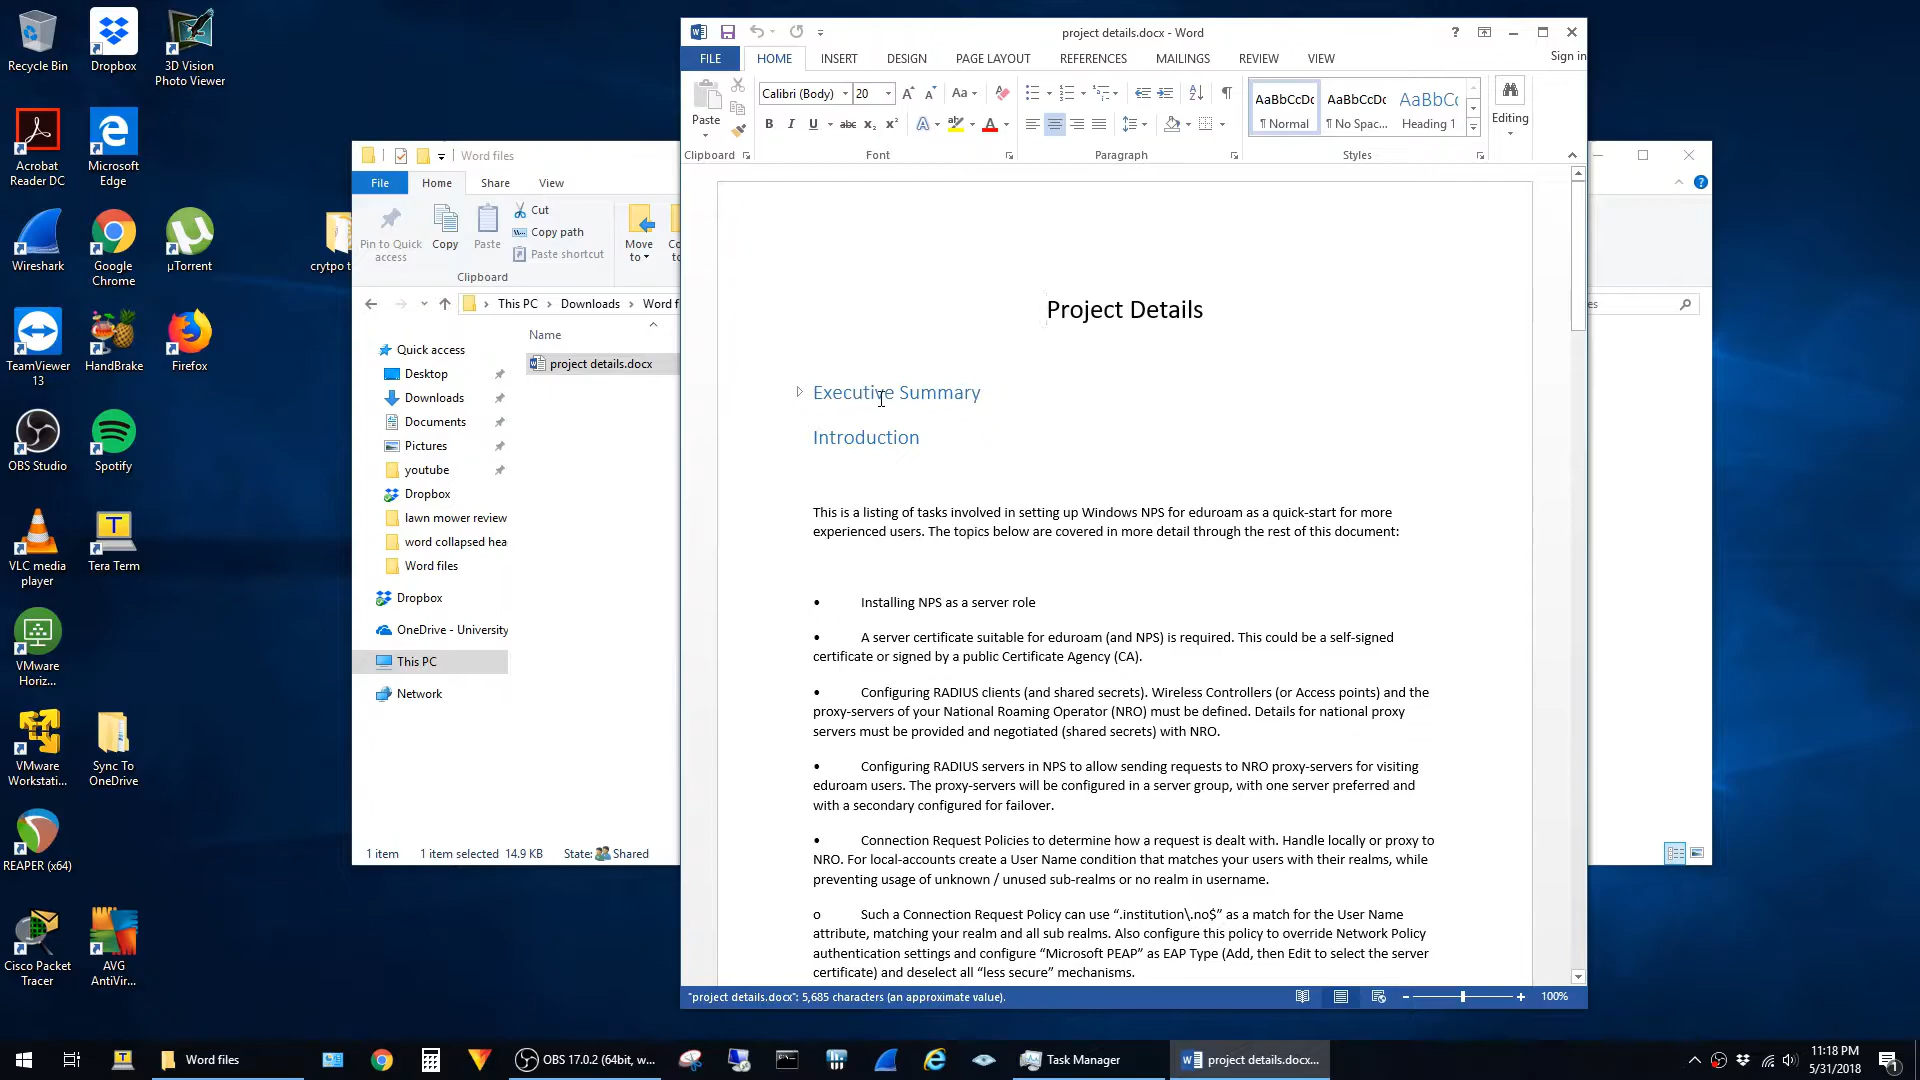 Recycle Bin
Dropbox
3D Vision
Photo Viewer
Acrobat
Reader DC
Microsoft
Edge
Wireshark
Google
Chrome
µTorrent
crytpo t
TeamViewer
13
HandBrake
Firefox
OBS Studio
Spotify
VLC media
player
Tera Term
VMware
Horiz...
VMware
Workstati...
Sync To
OneDrive
REAPER (x64)
Cisco Packet
Tracer
AVG
AntiVir...
Word files
File
Home
Share
View
Pin to Quick
access
Copy
Paste
Cut
Copy path
Paste shortcut
Move
to
Co
t
Clipboard
This PC
Downloads
Word f
Name
project details.docx
Quick access
Desktop
Downloads
Documents
Pictures
youtube
Dropbox
lawn mower review
word collapsed hea
Word files
Dropbox
OneDrive - University
This PC
Network
1 item
1 item selected 14.9 KB
State:
Shared
es
project details.docx - Word
FILE
HOME
INSERT
DESIGN
PAGE LAYOUT
REFERENCES
MAILINGS
REVIEW
VIEW
Sign in
Paste
Calibri (Body)
20
Aa
B I U abc x₂ x² A ab A
AaBbCcDc
¶ Normal
AaBbCcDc
¶ No Spac...
AaBbCc
Heading 1
Editing
Clipboard
Font
Paragraph
Styles
Project Details
Executive Summary
Introduction
This is a listing of tasks involved in setting up Windows NPS for eduroam as a quick-start for more
experienced users. The topics below are covered in more detail through the rest of this document:
• Installing NPS as a server role
• A server certificate suitable for eduroam (and NPS) is required. This could be a self-signed
certificate or signed by a public Certificate Agency (CA).
• Configuring RADIUS clients (and shared secrets). Wireless Controllers (or Access points) and the
proxy-servers of your National Roaming Operator (NRO) must be defined. Details for national proxy
servers must be provided and negotiated (shared secrets) with NRO.
• Configuring RADIUS servers in NPS to allow sending requests to NRO proxy-servers for visiting
eduroam users. The proxy-servers will be configured in a server group, with one server preferred and
with a secondary configured for failover.
• Connection Request Policies to determine how a request is dealt with. Handle locally or proxy to
NRO. For local-accounts create a User Name condition that matches your users with their realms, while
preventing usage of unknown / unused sub-realms or no realm in username.
o Such a Connection Request Policy can use “.institution\.no$” as a match for the User Name
attribute, matching your realm and all sub realms. Also configure this policy to override Network Policy
authentication settings and configure “Microsoft PEAP” as EAP Type (Add, then Edit to select the server
certificate) and deselect all “less secure” mechanisms.
"project details.docx": 5,685 characters (an approximate value).
100%
Word files
OBS 17.0.2 (64bit, w...
Task Manager
project details.docx...
11:18 PM
5/31/2018
1